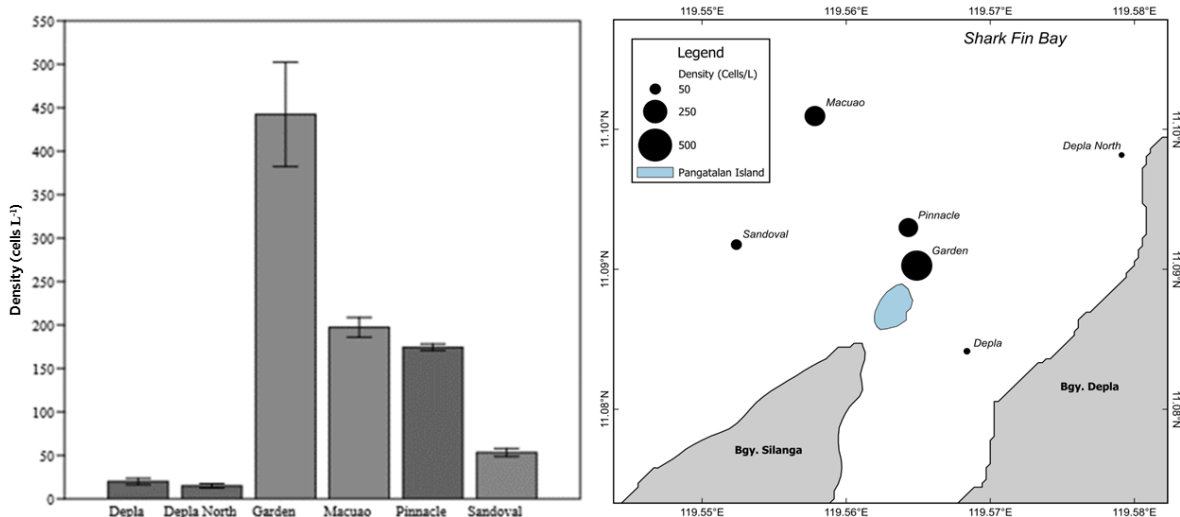 550
500
450
400
350
300
250
200
150
100
50
0
Density (cells L⁻¹)
Depla
Depla North
Garden
Macuao
Pinnacle
Sandoval
119.55°E
119.56°E
119.57°E
119.58°E
Shark Fin Bay
Legend
Density (Cells/L)
50
250
500
Pangatalan Island
Macuao
Depla North
11.10°N
11.10°N
Pinnacle
Sandoval
Garden
11.09°N
11.09°N
Depla
Bgy. Depla
11.08°N
11.08°N
Bgy. Silanga
119.55°E
119.56°E
119.57°E
119.58°E